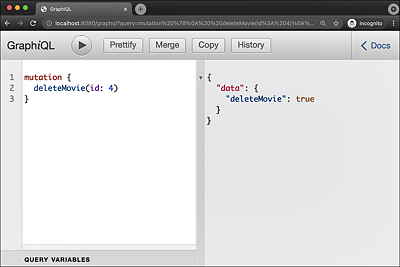 GraphiQL
localhost:8080/graphql?query=mutation%20%7B%0A%20%20deleteMovie(id%3A%204)%0A%...
Incognito
GraphiQL
Prettify
Merge
Copy
History
Docs
1 mutation {
2 deleteMovie(id: 4)
3 }
{
"data": {
"deleteMovie": true
}
}
QUERY VARIABLES